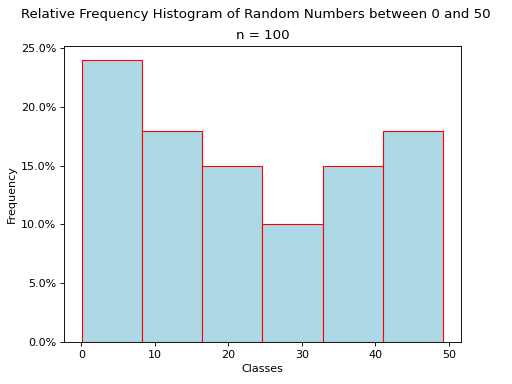 Relative Frequency Histogram of Random Numbers between 0 and 50
n = 100
25.0%
20.0%
15.0%
10.0%
5.0%
0.0%
Frequency
0 10 20 30 40 50
Classes